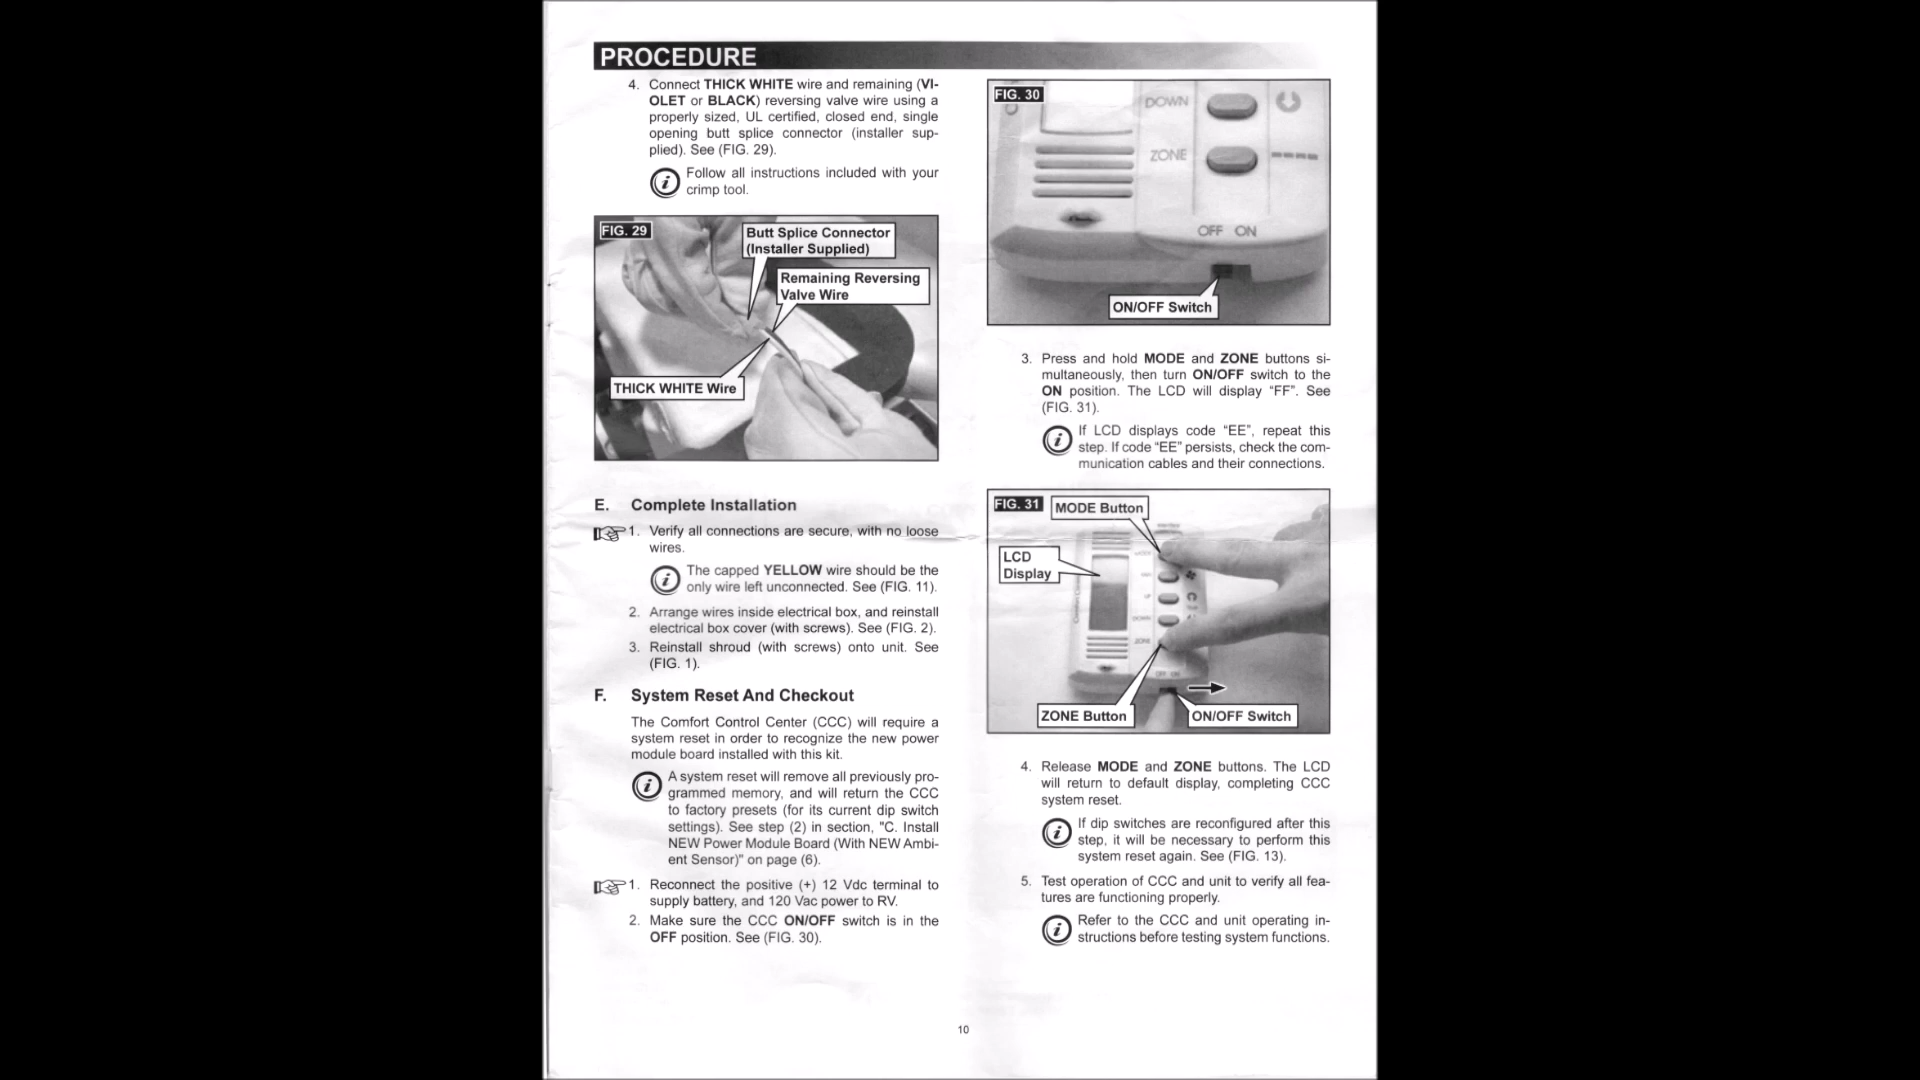 PROCEDURE
4. Connect THICK WHITE wire and remaining (VI-
OLET or BLACK) reversing valve wire using a
properly sized, UL certified, closed end, single
opening butt splice connector (installer sup-
plied). See (FIG. 29).
Follow all instructions included with your
crimp tool.
FIG. 29
Butt Splice Connector
(Installer Supplied)
Remaining Reversing
Valve Wire
THICK WHITE Wire
E. Complete Installation
1. Verify all connections are secure, with no loose
wires.
The capped YELLOW wire should be the
only wire left unconnected. See (FIG. 11).
2. Arrange wires inside electrical box, and reinstall
electrical box cover (with screws). See (FIG. 2).
3. Reinstall shroud (with screws) onto unit. See
(FIG. 1).
F. System Reset And Checkout
The Comfort Control Center (CCC) will require a
system reset in order to recognize the new power
module board installed with this kit.
A system reset will remove all previously pro-
grammed memory, and will return the CCC
to factory presets (for its current dip switch
settings). See step (2) in section, "C. Install
NEW Power Module Board (With NEW Ambi-
ent Sensor)" on page (6).
1. Reconnect the positive (+) 12 Vdc terminal to
supply battery, and 120 Vac power to RV.
2. Make sure the CCC ON/OFF switch is in the
OFF position. See (FIG. 30).
FIG. 30
DOWN
ZONE
OFF ON
ON/OFF Switch
3. Press and hold MODE and ZONE buttons si-
multaneously, then turn ON/OFF switch to the
ON position. The LCD will display “FF”. See
(FIG. 31).
If LCD displays code “EE”, repeat this
step. If code “EE” persists, check the com-
munication cables and their connections.
FIG. 31
MODE Button
LCD
Display
DOWN
ZONE
OFF ON
ZONE Button
ON/OFF Switch
4. Release MODE and ZONE buttons. The LCD
will return to default display, completing CCC
system reset.
If dip switches are reconfigured after this
step, it will be necessary to perform this
system reset again. See (FIG. 13).
5. Test operation of CCC and unit to verify all fea-
tures are functioning properly.
Refer to the CCC and unit operating in-
structions before testing system functions.
10